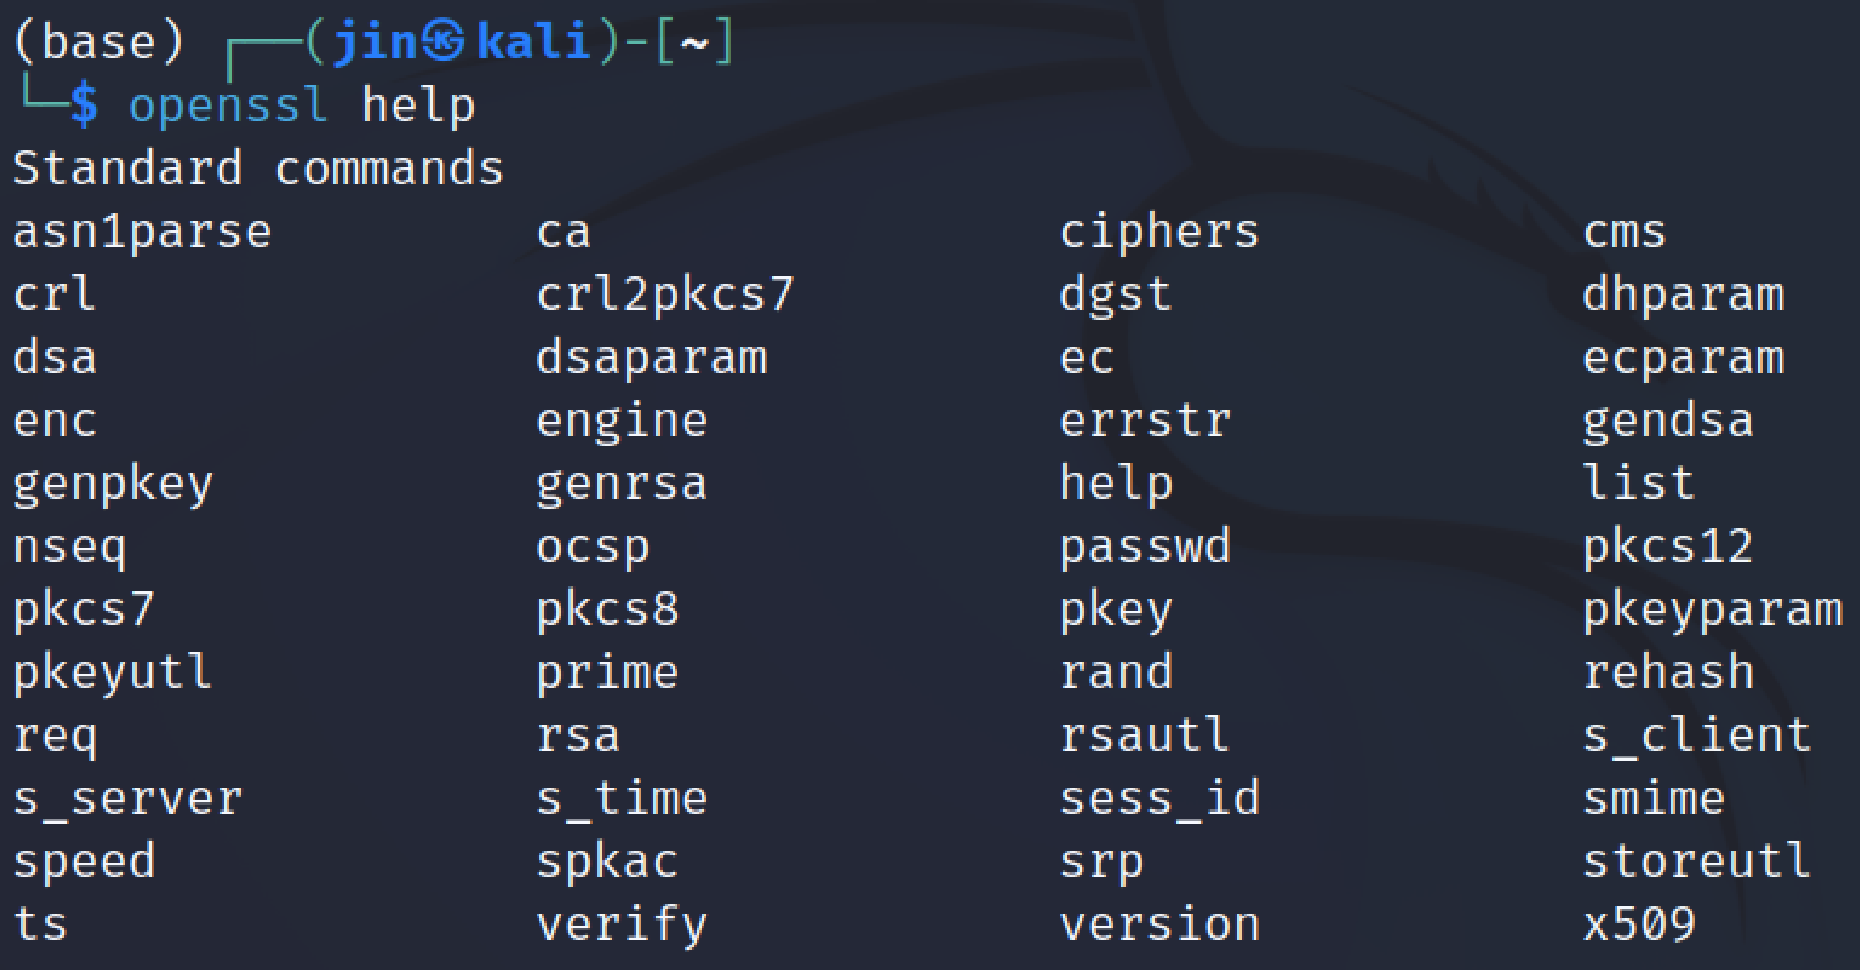 (base) ┌──(jin㉿kali)-[~]
└─$ openssl help
Standard commands
asn1parse ca ciphers cms
crl crl2pkcs7 dgst dhparam
dsa dsaparam ec ecparam
enc engine errstr gendsa
genpkey genrsa help list
nseq ocsp passwd pkcs12
pkcs7 pkcs8 pkey pkeyparam
pkeyutl prime rand rehash
req rsa rsautl s_client
s_server s_time sess_id smime
speed spkac srp storeutl
ts verify version x509